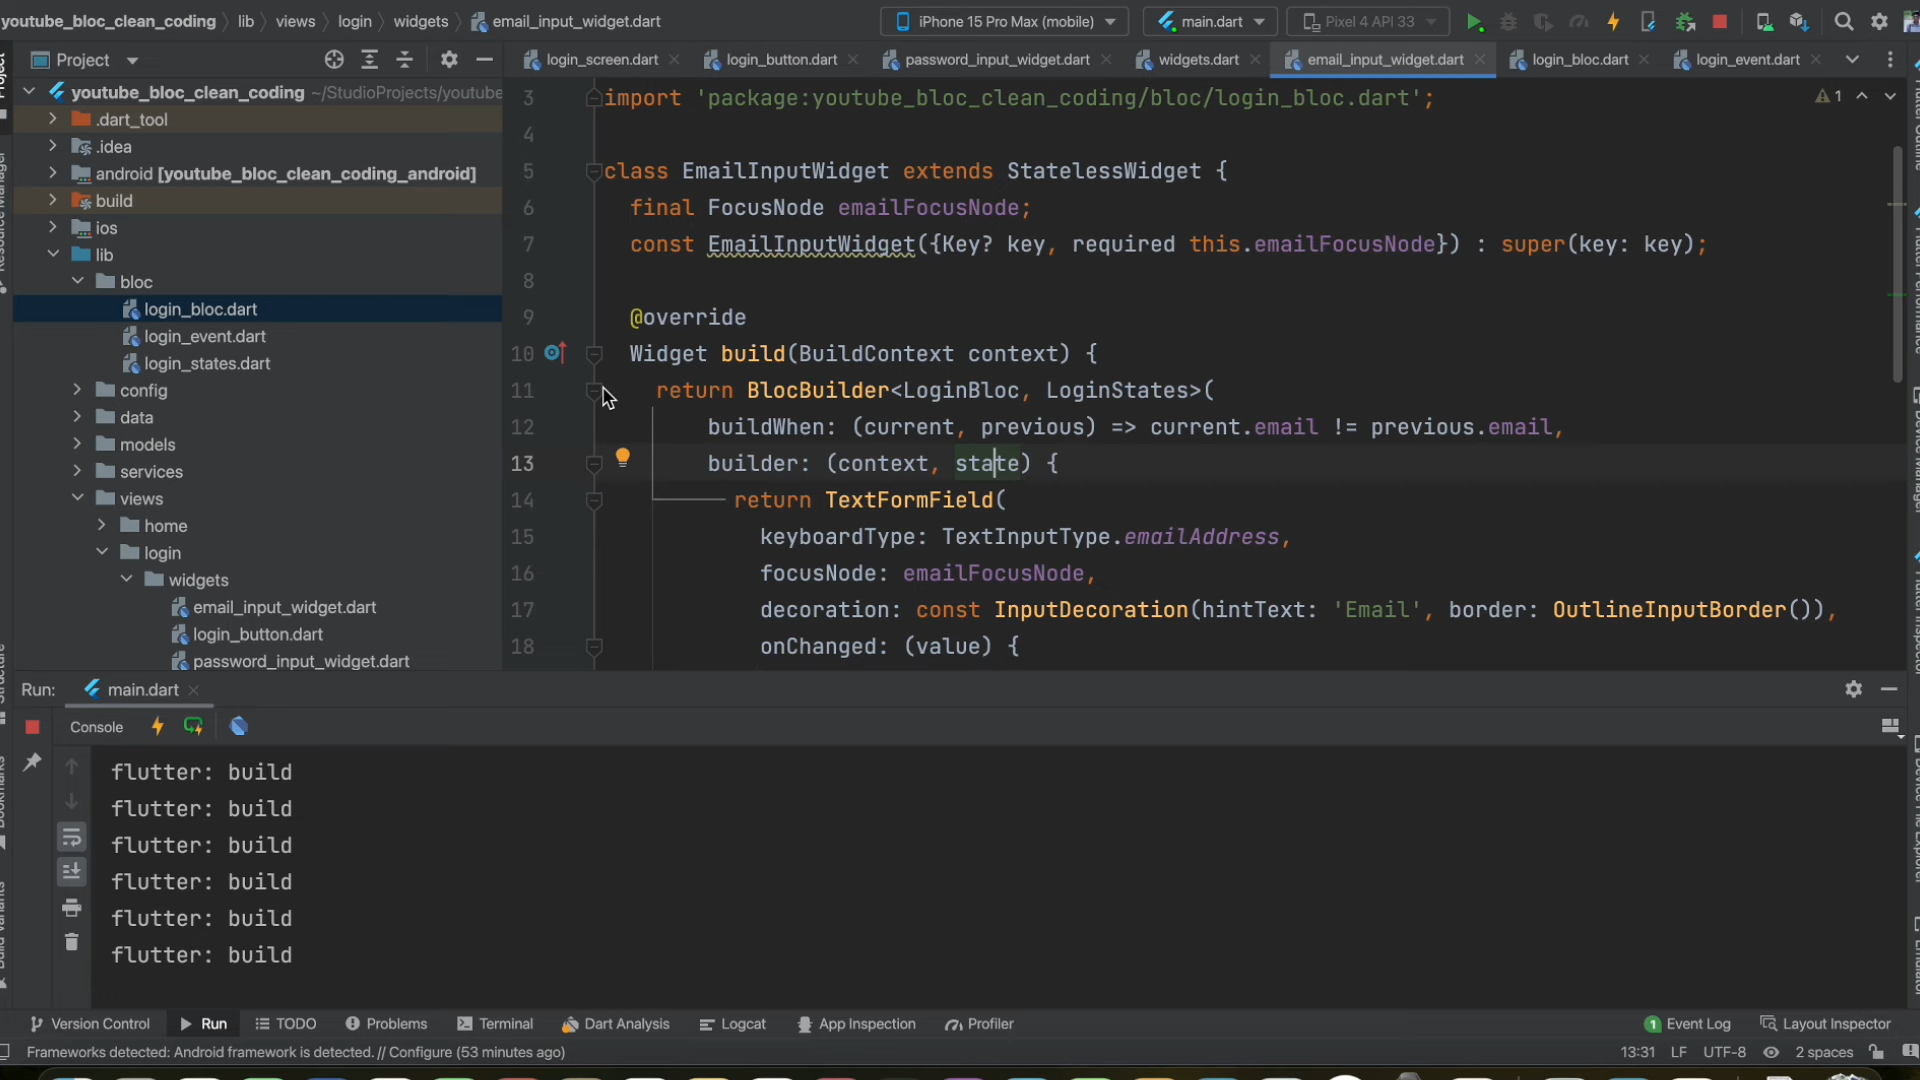 youtube_bloc_clean_coding lib views login widgets email_input_widget.dart
iPhone 15 Pro Max (mobile) main.dart Pixel 4 API 33
Project
login_screen.dart login_button.dart password_input_widget.dart widgets.dart email_input_widget.dart login_bloc.dart login_event.dart
youtube_bloc_clean_coding ~/StudioProjects/youtube
.dart_tool
.idea
android [youtube_bloc_clean_coding_android]
build
ios
lib
bloc
login_bloc.dart
login_event.dart
login_states.dart
config
data
models
services
views
home
login
widgets
email_input_widget.dart
login_button.dart
password_input_widget.dart
3 import 'package:youtube_bloc_clean_coding/bloc/login_bloc.dart';
4
5 class EmailInputWidget extends StatelessWidget {
6 final FocusNode emailFocusNode;
7 const EmailInputWidget({Key? key, required this.emailFocusNode}) : super(key: key);
8
9 @override
10 Widget build(BuildContext context) {
11 return BlocBuilder<LoginBloc, LoginStates>(
12 buildWhen: (current, previous) => current.email != previous.email,
13 builder: (context, state) {
14 return TextFormField(
15 keyboardType: TextInputType.emailAddress,
16 focusNode: emailFocusNode,
17 decoration: const InputDecoration(hintText: 'Email', border: OutlineInputBorder()),
18 onChanged: (value) {
1
Run: main.dart
Console
flutter: build
flutter: build
flutter: build
flutter: build
flutter: build
flutter: build
Version Control Run TODO Problems Terminal Dart Analysis Logcat App Inspection Profiler 1 Event Log Layout Inspector
Frameworks detected: Android framework is detected. // Configure (53 minutes ago) 13:31 LF UTF-8 2 spaces
Resource Manager
Structure
Bookmarks
Build Variants